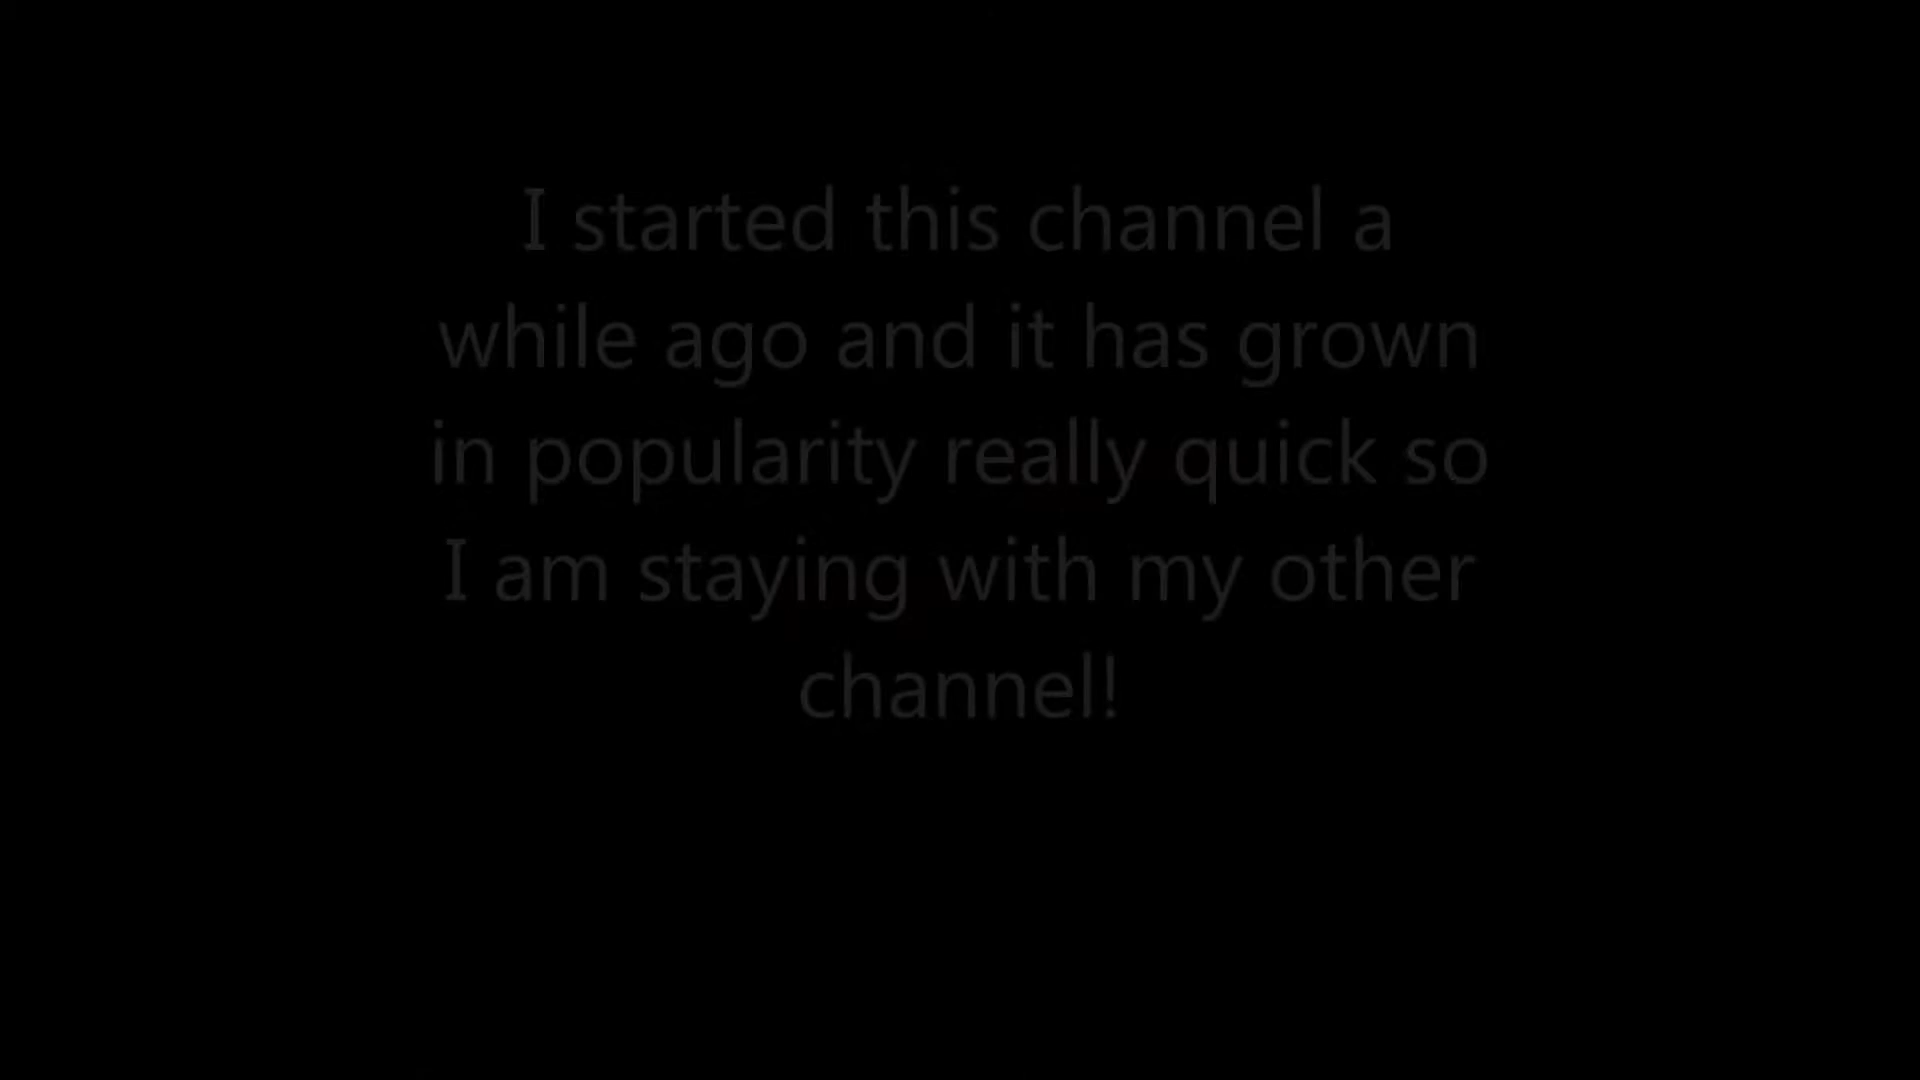 I started this channel a
while ago and it has grown
in popularity really quick so
I am staying with my other
channel!